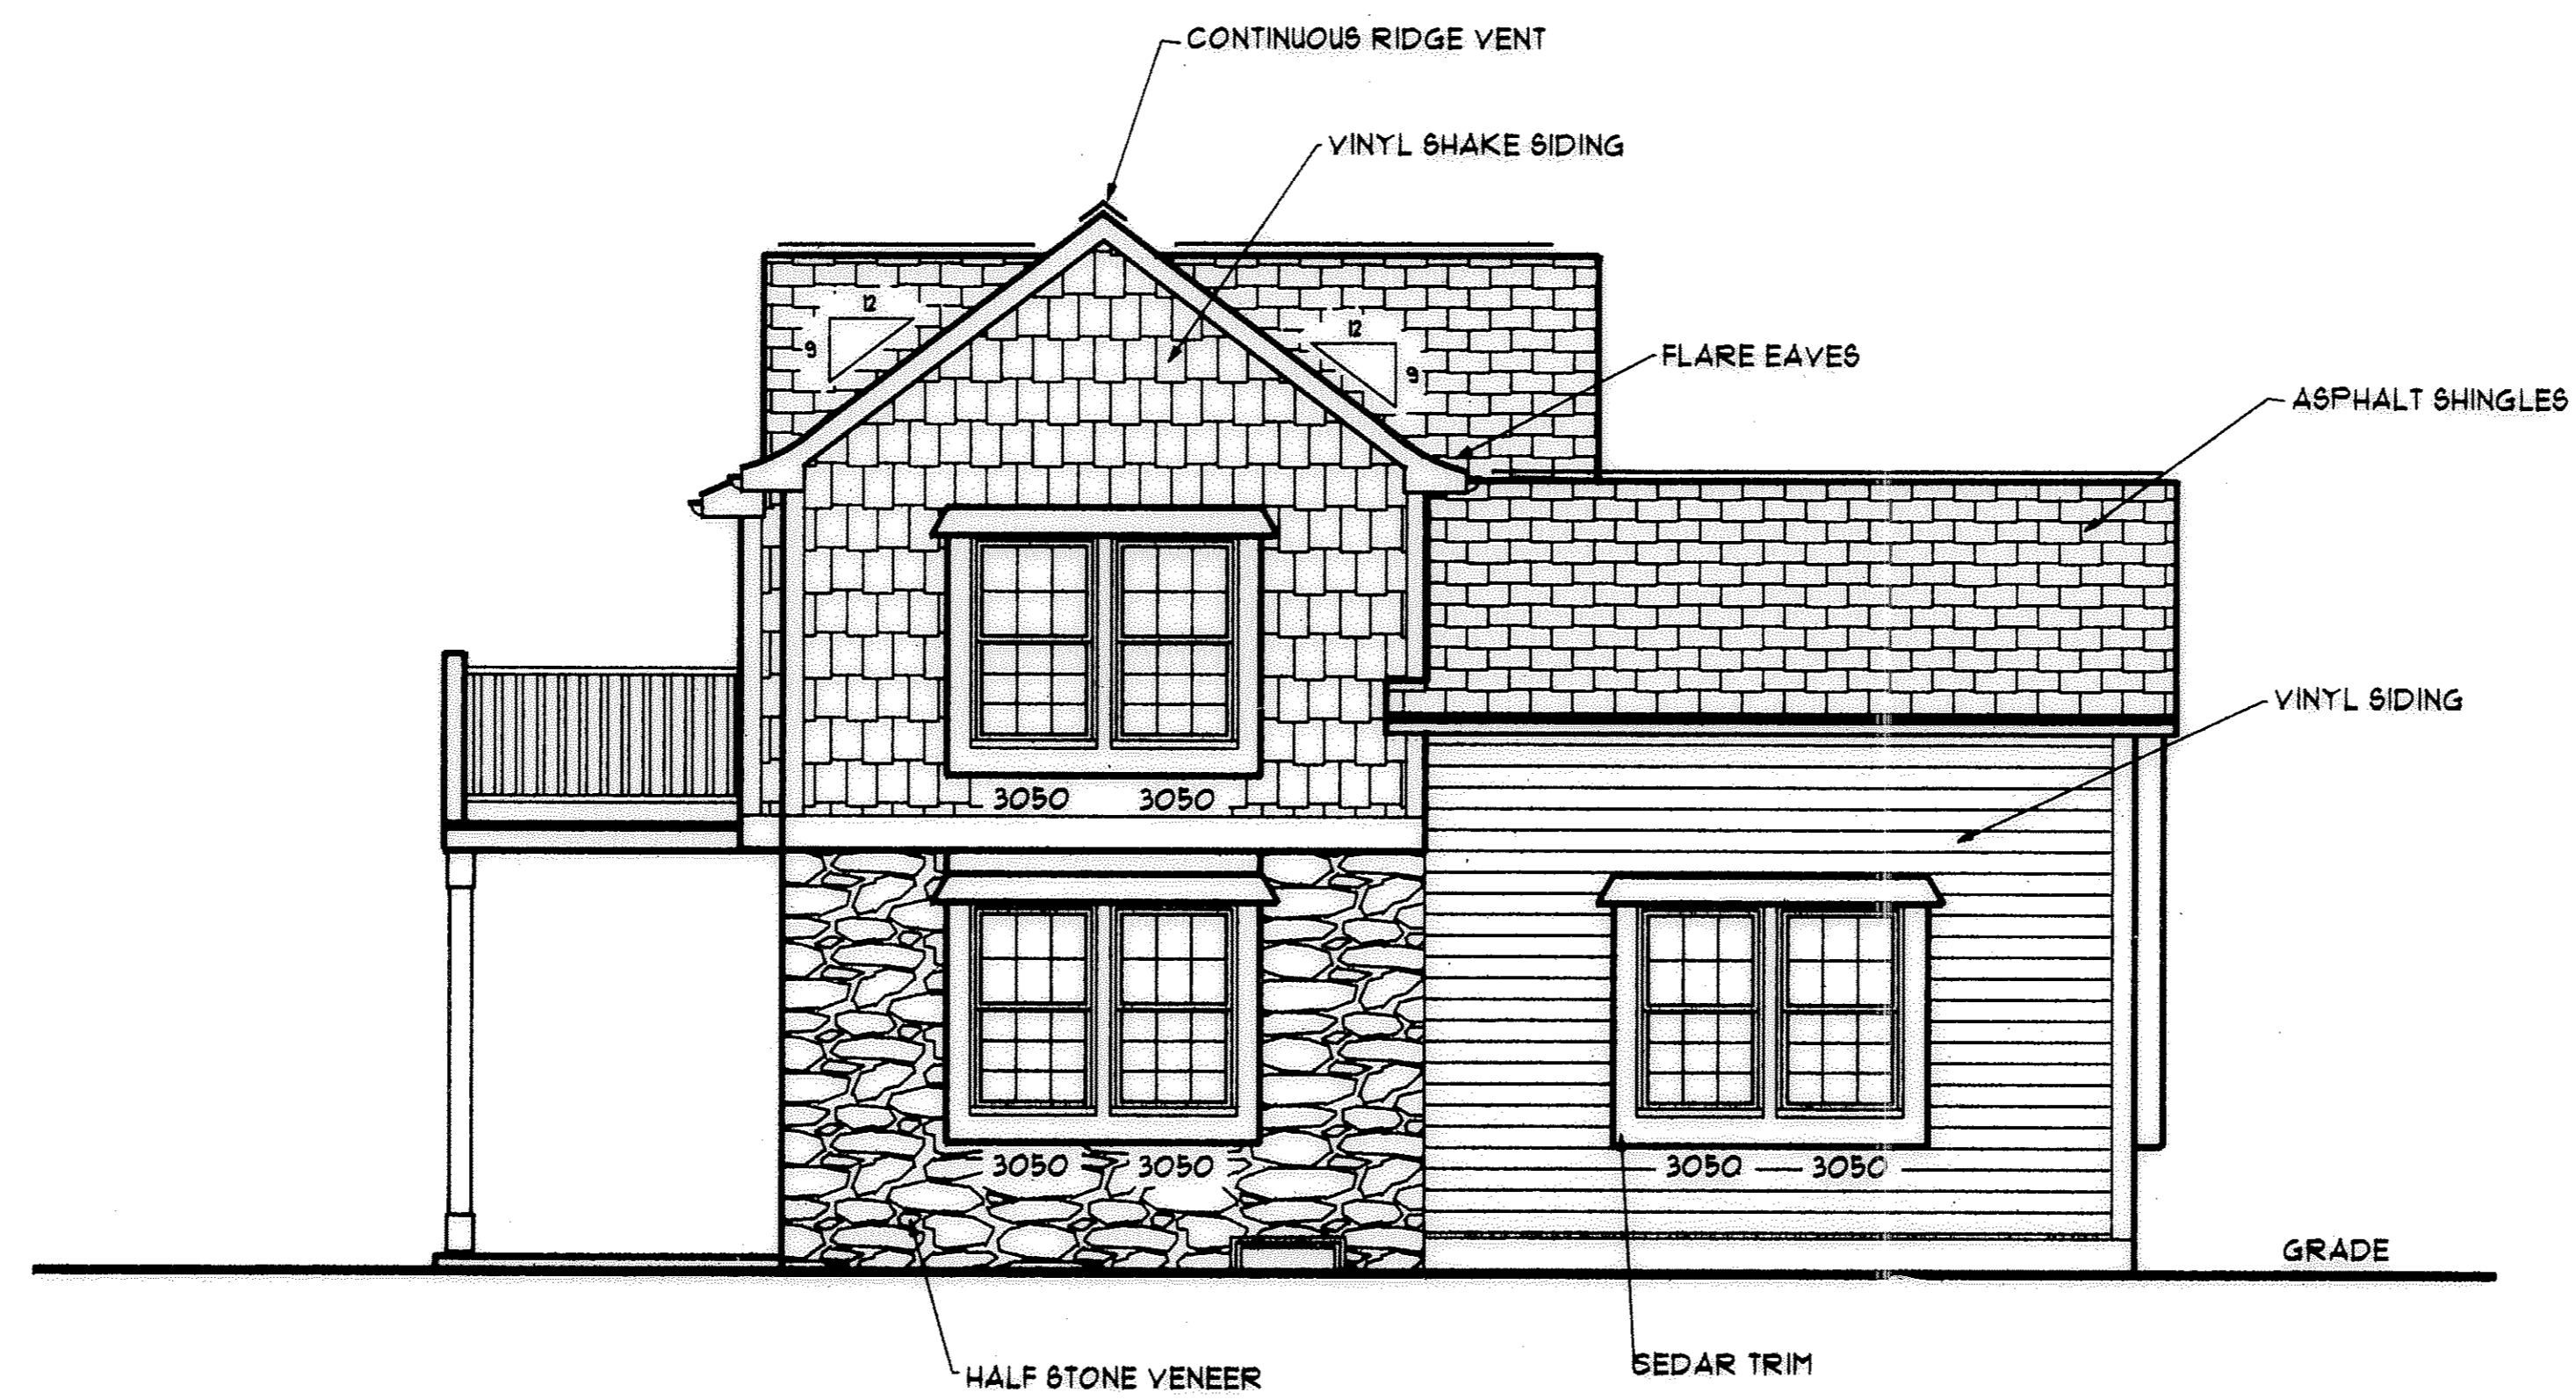 CONTINUOUS RIDGE VENT
VINYL SHAKE SIDING
12
9
12
9
FLARE EAVES
ASPHALT SHINGLES
VINYL SIDING
3050 3050
3050 3050
3050 3050
GRADE
HALF STONE VENEER
SEDAR TRIM